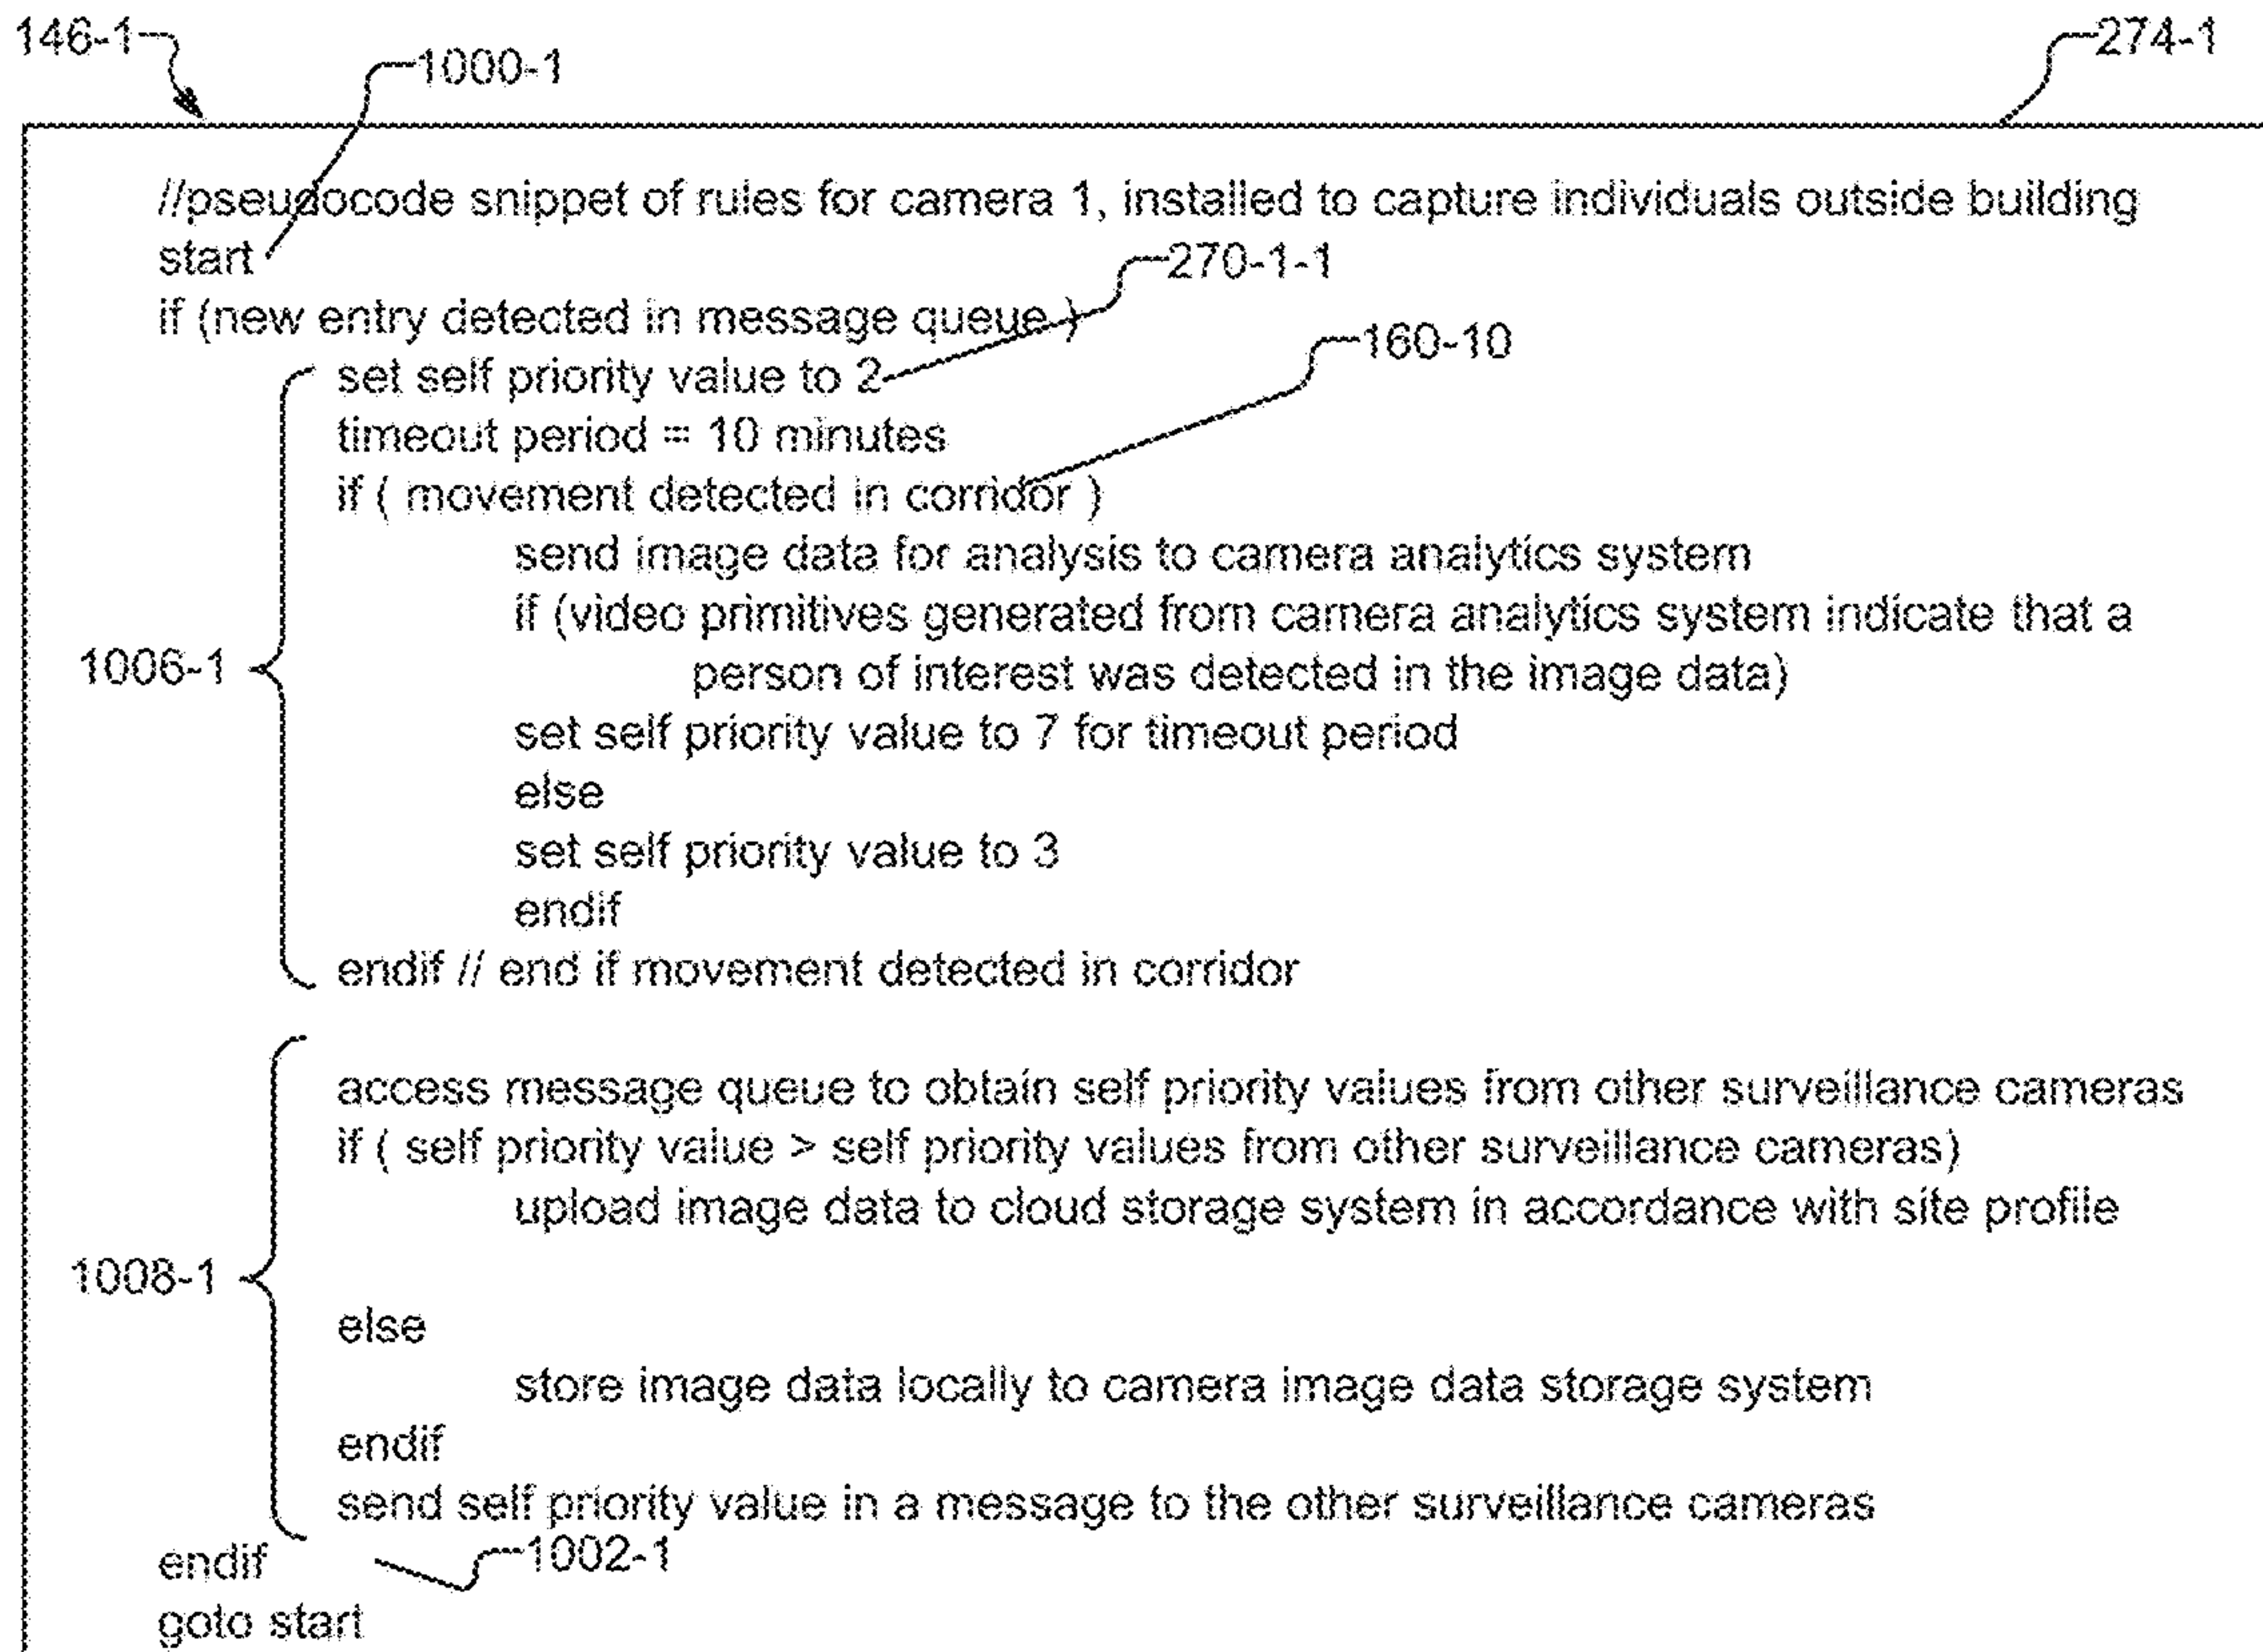 146-1
1000-1
274-1
//pseudocode snippet of rules for camera 1, installed to capture individuals outside building
start
270-1-1
if (new entry detected in message queue )
160-10
set self priority value to 2
timeout period = 10 minutes
if ( movement detected in corridor )
send image data for analysis to camera analytics system
if (video primitives generated from camera analytics system indicate that a
1006-1
person of interest was detected in the image data)
set self priority value to 7 for timeout period
else
set self priority value to 3
endif
endif // end if movement detected in corridor
access message queue to obtain self priority values from other surveillance cameras
if ( self priority value > self priority values from other surveillance cameras)
upload image data to cloud storage system in accordance with site profile
1008-1
else
store image data locally to camera image data storage system
endif
send self priority value in a message to the other surveillance cameras
endif
1002-1
goto start